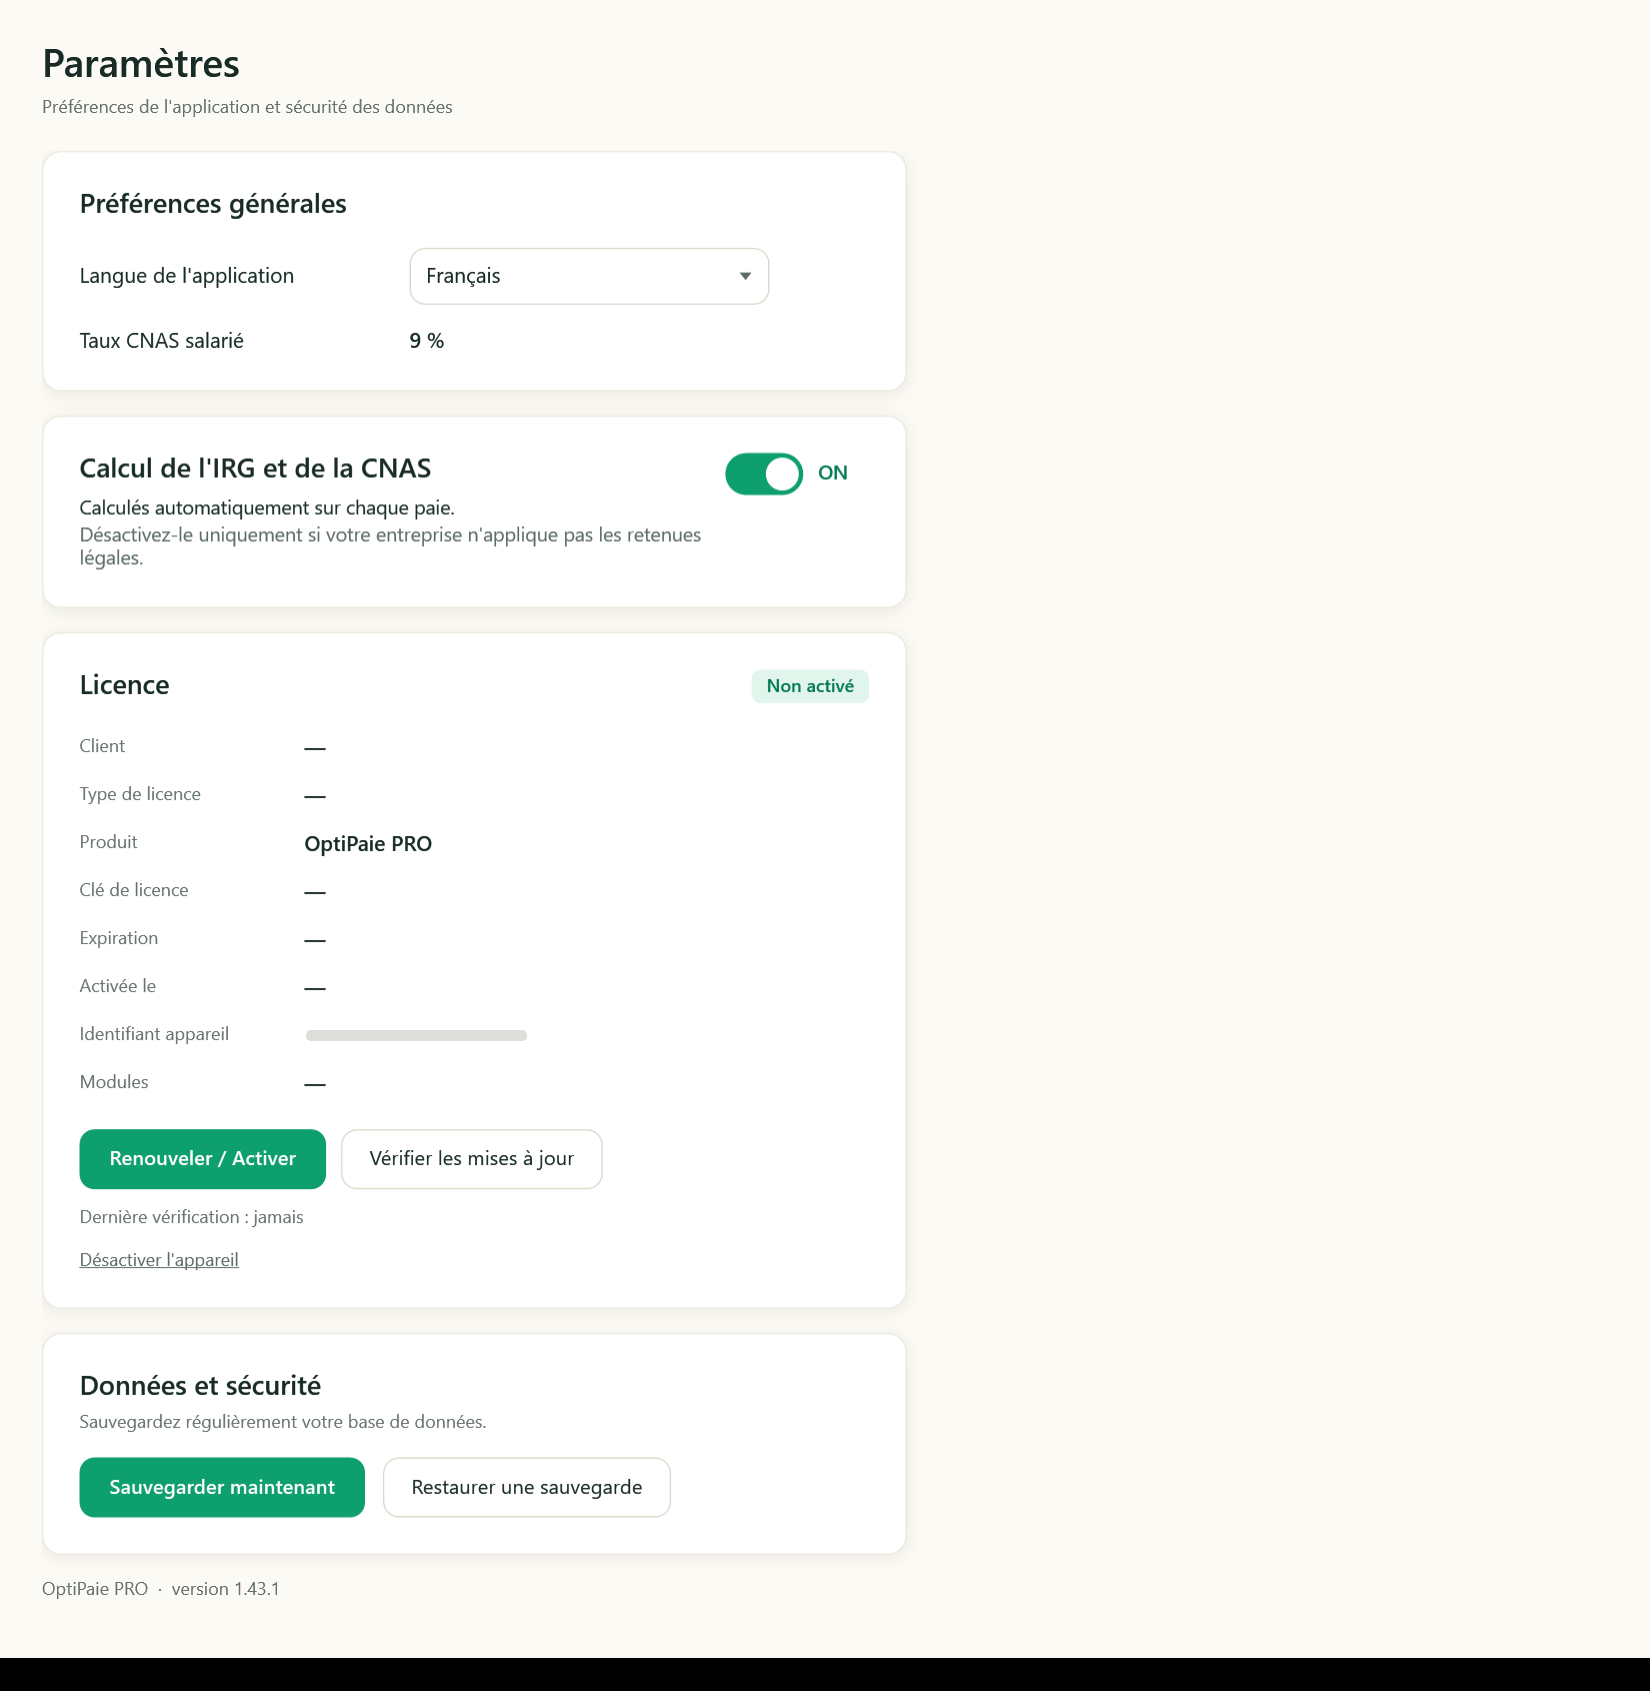 Paramètres
Préférences de l'application et sécurité des données
Préférences générales
Langue de l'application
Français
Taux CNAS salarié
9 %
Calcul de l'IRG et de la CNAS
ON
Calculés automatiquement sur chaque paie.
Désactivez-le uniquement si votre entreprise n'applique pas les retenues
légales.
Licence
Non activé
Client
—
Type de licence
—
Produit
OptiPaie PRO
Clé de licence
—
Expiration
—
Activée le
—
Identifiant appareil
Modules
—
Renouveler / Activer
Vérifier les mises à jour
Dernière vérification : jamais
Désactiver l'appareil
Données et sécurité
Sauvegardez régulièrement votre base de données.
Sauvegarder maintenant
Restaurer une sauvegarde
OptiPaie PRO · version 1.43.1